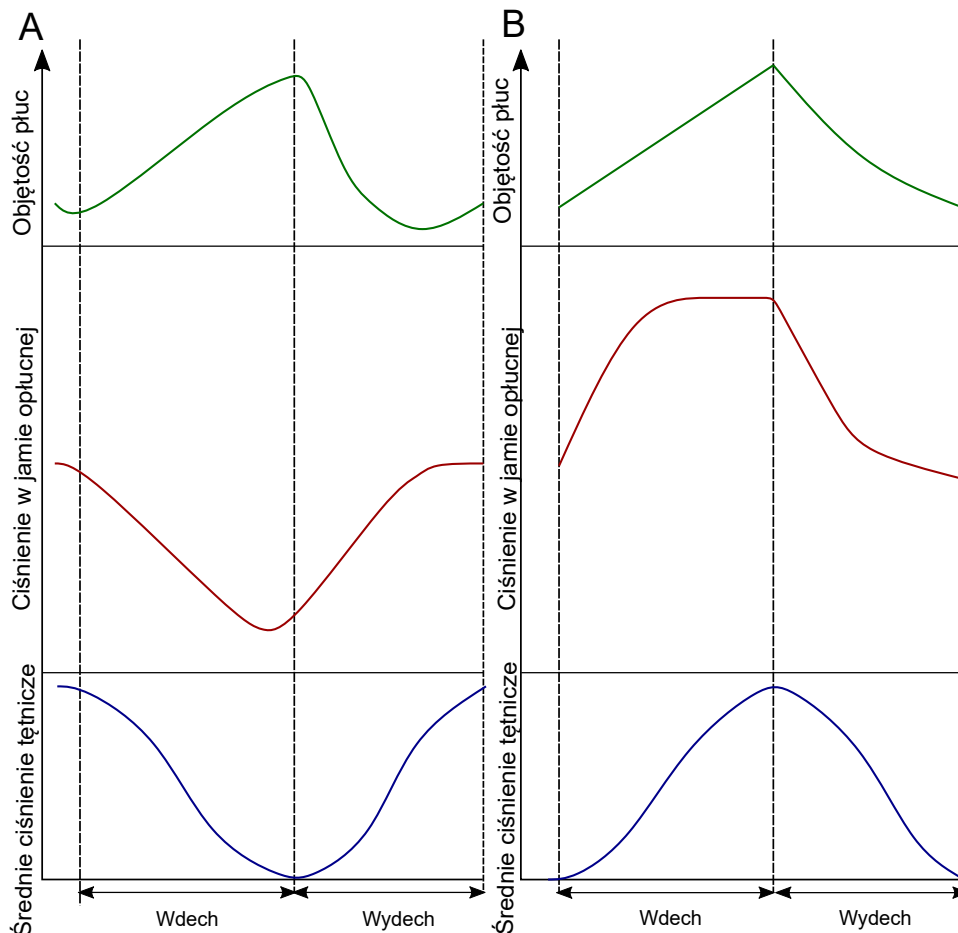 A
B
Objętość płuc
Objętość płuc
Ciśnienie w jamie opłucnej
Ciśnienie w jamie opłucnej
Średnie ciśnienie tętnicze
Średnie ciśnienie tętnicze
Wdech
Wydech
Wdech
Wydech